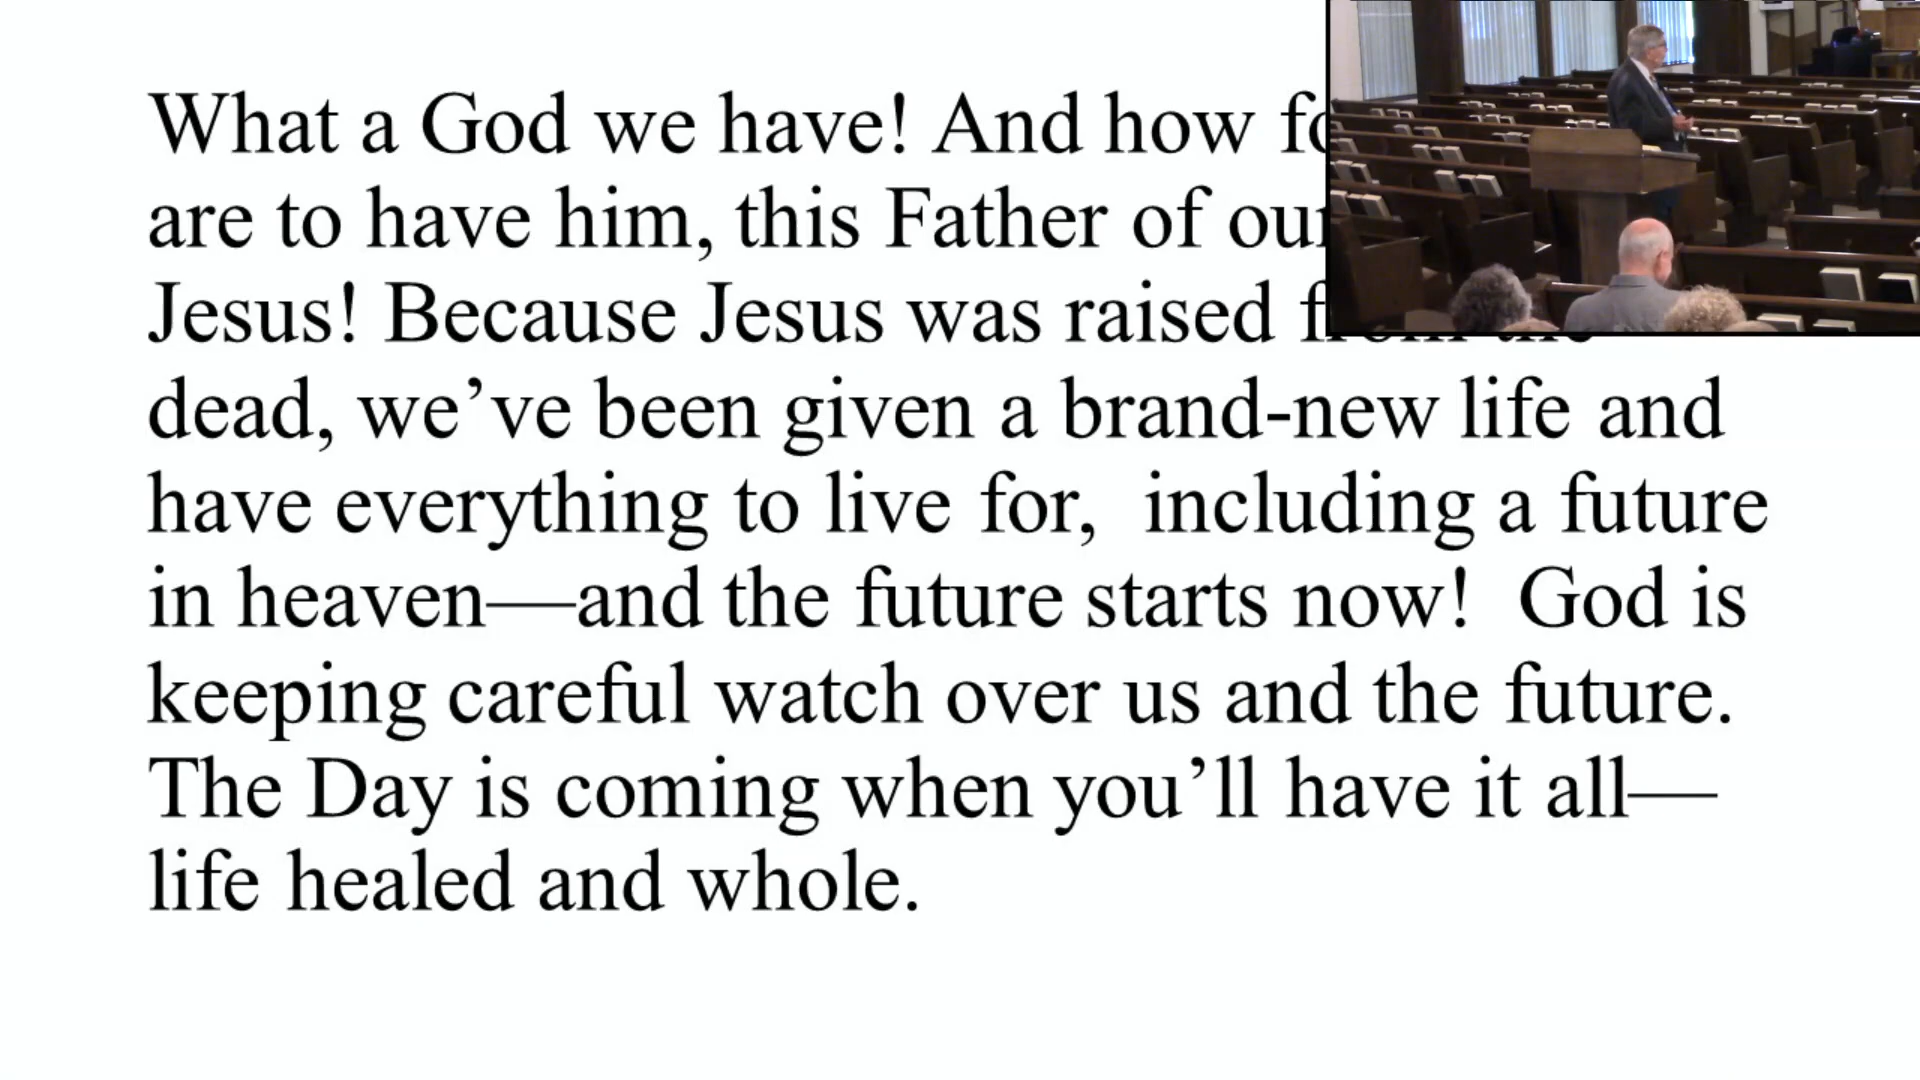 What a God we have! And how
are to have him, this Father of our
Jesus! Because Jesus was raised from the
dead, we’ve been given a brand-new life and
have everything to live for,  including a future
in heaven—and the future starts now!  God is
keeping careful watch over us and the future.
The Day is coming when you’ll have it all—
life healed and whole.